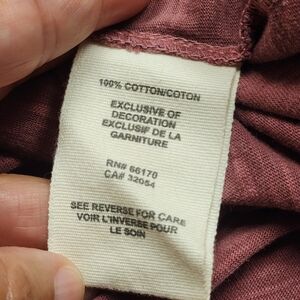 100% COTTON/COTON
EXCLUSIVE OF
DECORATION
EXCLUSIF DE LA
GARNITURE
RN# 66170
CA# 32054
SEE REVERSE FOR CARE
VOIR L'INVERSE POUR
LE SOIN